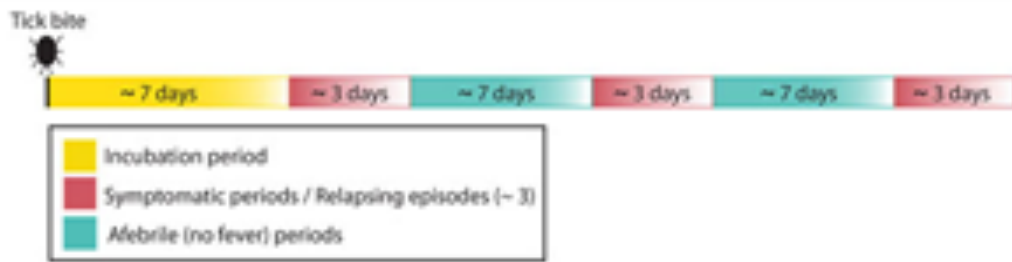 Tick bite
~ 7 days ~ 3 days ~ 7 days ~ 3 days ~ 7 days ~ 3 days
Incubation period
Symptomatic periods / Relapsing episodes (~ 3)
Afebrile (no fever) periods